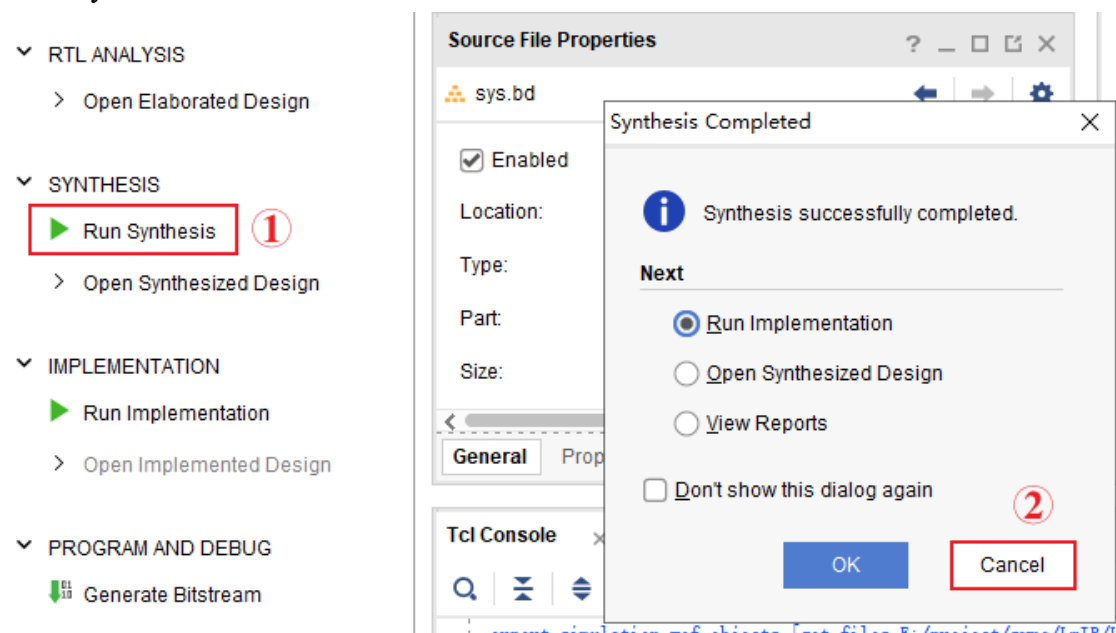 RTL ANALYSIS
Open Elaborated Design
SYNTHESIS
Run Synthesis
①
Open Synthesized Design
IMPLEMENTATION
Run Implementation
Open Implemented Design
PROGRAM AND DEBUG
Generate Bitstream
Source File Properties
sys.bd
Enabled
Location:
Type:
Part:
Size:
General
Tcl Console
Synthesis Completed
Synthesis successfully completed.
Next
Run Implementation
Open Synthesized Design
View Reports
Don't show this dialog again
②
OK
Cancel